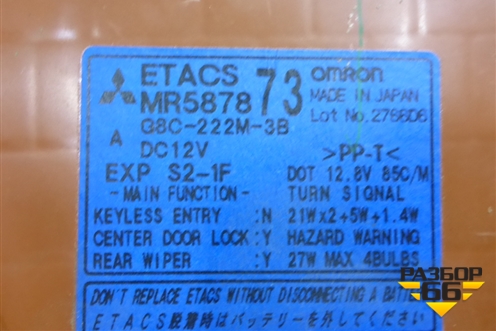 ETACS 73 OMRON
MR5878 MADE IN JAPAN
A G8C-222M-3B Lot No.2786D6
DC12V >PP-T<
EXP S2-1F DOT 12.8V 85C/M
-MAIN FUNCTION- TURN SIGNAL
KEYLESS ENTRY :N 21W×2+5W+1.4W
CENTER DOOR LOCK:Y HAZARD WARNING
REAR WIPER :Y 27W MAX 4BULBS
DON'T REPLACE ETACS WITHOUT DISCONNECTING A
ETACS脱着時はバッテリーを外してください
РАЗБОР
66